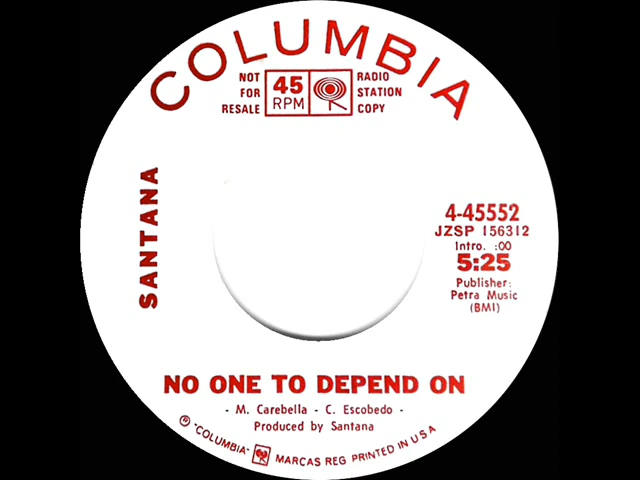 COLUMBIA
NOT FOR RESALE
45 RPM
RADIO STATION COPY
SANTANA
4-45552
JZSP 156312
Intro. :00
5:25
Publisher:
Petra Music
(BMI)
NO ONE TO DEPEND ON
- M. Carebella - C. Escobedo -
Produced by Santana
® "COLUMBIA" MARCAS REG. PRINTED IN U S A